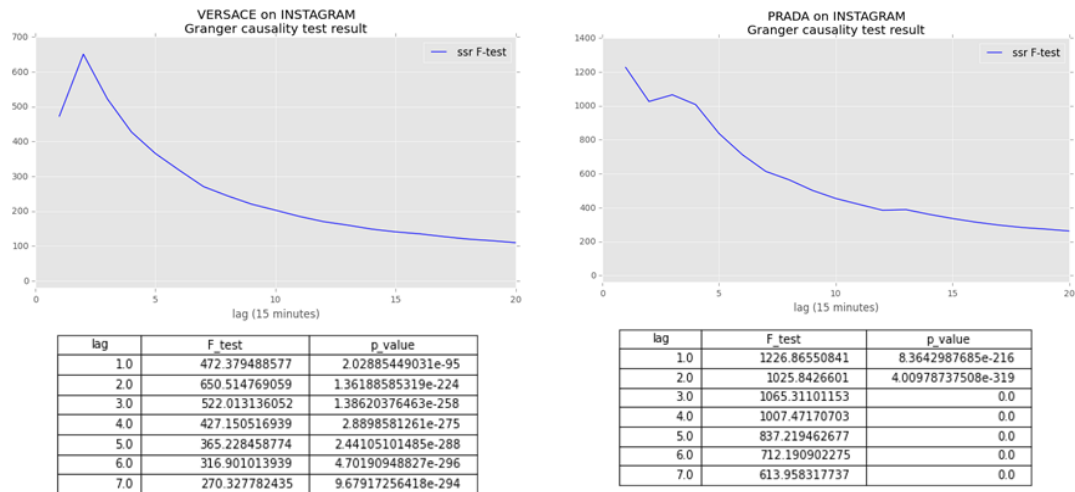 VERSACE on INSTAGRAM
Granger causality test result
ssr F-test
700
600
500
400
300
200
100
0
0 5 10 15 20
lag (15 minutes)
lag F_test p_value
1.0 472.379488577 2.02885449031e-95
2.0 650.514769059 1.36188585319e-224
3.0 522.013136052 1.38620376463e-258
4.0 427.150516939 2.8898581261e-275
5.0 365.228458774 2.44105101485e-288
6.0 316.901013939 4.70190948827e-296
7.0 270.327782435 9.67917256418e-294
PRADA on INSTAGRAM
Granger causality test result
ssr F-test
1400
1200
1000
800
600
400
200
0
0 5 10 15 20
lag (15 minutes)
lag F_test p_value
1.0 1226.86550841 8.3642987685e-216
2.0 1025.8426601 4.00978737508e-319
3.0 1065.31101153 0.0
4.0 1007.47170703 0.0
5.0 837.219462677 0.0
6.0 712.190902275 0.0
7.0 613.958317737 0.0